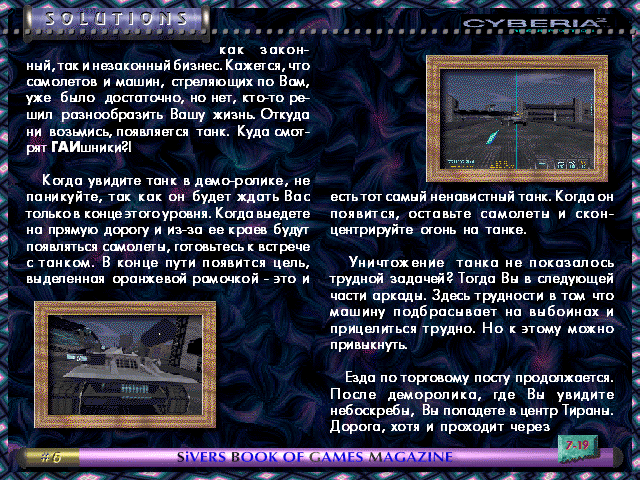 SOLUTIONS
CYBERIA 2
как закон-
ный, так и незаконный бизнес. Кажется, что
самолетов и машин, стреляющих по Вам,
уже было достаточно, но нет, кто-то ре-
шил разнообразить Вашу жизнь. Откуда
ни возьмись, появляется танк. Куда смот-
рят ГАИшники?!
Когда увидите танк в демо-ролике, не
паникуйте, так как он будет ждать Вас
только в конце этого уровня. Когда выедете
на прямую дорогу и из-за ее краев будут
появляться самолеты, готовьтесь к встрече
с танком. В конце пути появится цель,
выделенная оранжевой рамочкой - это и
есть тот самый ненавистный танк. Когда он
появится, оставьте самолеты и скон-
центрируйте огонь на танке.
Уничтожение танка не показалось
трудной задачей? Тогда Вы в следующей
части аркады. Здесь трудности в том что
машину подбрасывает на выбоинах и
прицелиться трудно. Но к этому можно
привыкнуть.
Езда по торговому посту продолжается.
После деморолика, где Вы увидите
небоскребы, Вы попадете в центр Тираны.
Дорога, хотя и проходит через
#6
SiVERS BOOK OF GAMES MAGAZINE
7-19